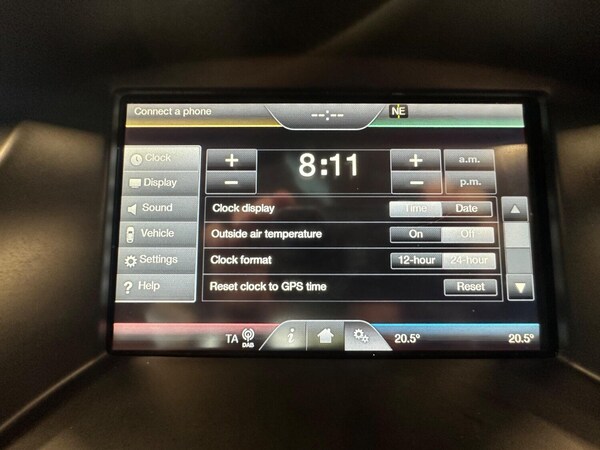 Connect a phone --:-- NE
Clock + 8:11 + a.m.
Display − − p.m.
Sound Clock display Time Date
Vehicle Outside air temperature On Off
Settings Clock format 12-hour 24-hour
? Help Reset clock to GPS time Reset
TA DAB i 20.5° 20.5°